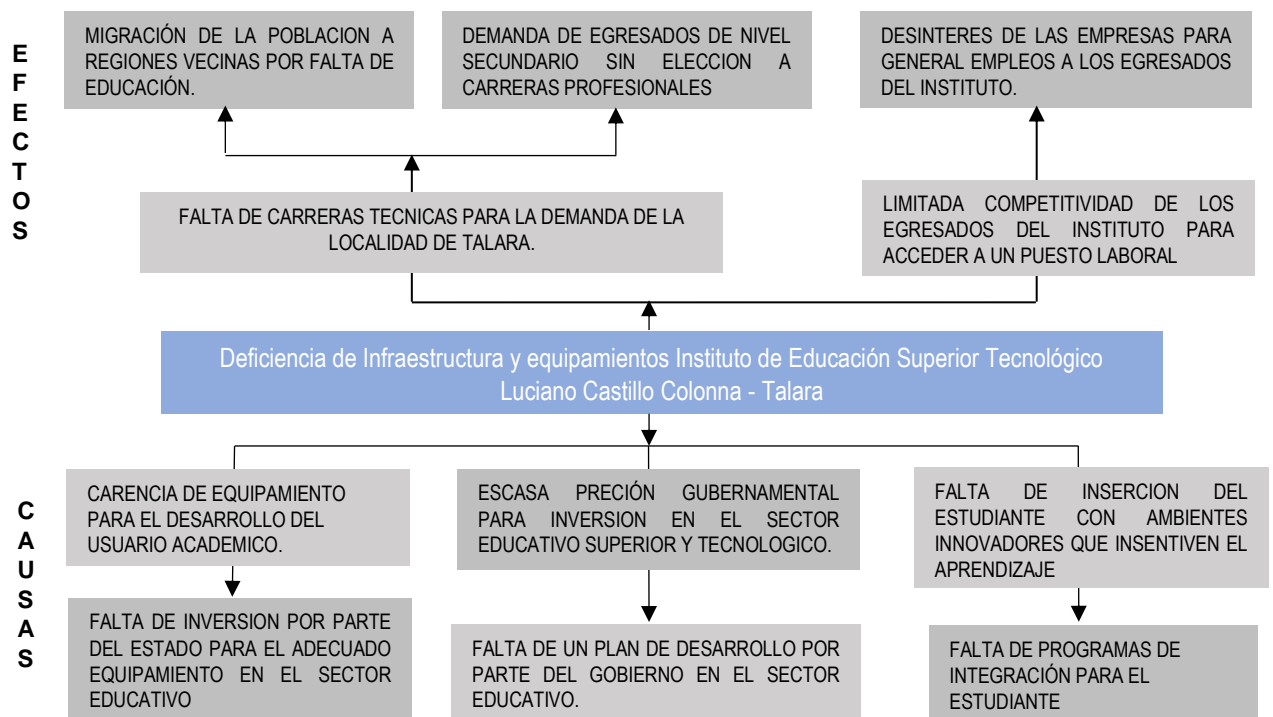 EFECTOS
MIGRACIÓN DE LA POBLACION A
REGIONES VECINAS POR FALTA DE
EDUCACIÓN.
DEMANDA DE EGRESADOS DE NIVEL
SECUNDARIO SIN ELECCION A
CARRERAS PROFESIONALES
DESINTERES DE LAS EMPRESAS PARA
GENERAL EMPLEOS A LOS EGRESADOS
DEL INSTITUTO.
FALTA DE CARRERAS TECNICAS PARA LA DEMANDA DE LA
LOCALIDAD DE TALARA.
LIMITADA COMPETITIVIDAD DE LOS
EGRESADOS DEL INSTITUTO PARA
ACCEDER A UN PUESTO LABORAL
Deficiencia de Infraestructura y equipamientos Instituto de Educación Superior Tecnológico
Luciano Castillo Colonna - Talara
CAUSAS
CARENCIA DE EQUIPAMIENTO
PARA EL DESARROLLO DEL
USUARIO ACADEMICO.
ESCASA PRECIÓN GUBERNAMENTAL
PARA INVERSION EN EL SECTOR
EDUCATIVO SUPERIOR Y TECNOLOGICO.
FALTA DE INSERCION DEL
ESTUDIANTE CON AMBIENTES
INNOVADORES QUE INSENTIVEN EL
APRENDIZAJE
FALTA DE INVERSION POR PARTE
DEL ESTADO PARA EL ADECUADO
EQUIPAMIENTO EN EL SECTOR
EDUCATIVO
FALTA DE UN PLAN DE DESARROLLO POR
PARTE DEL GOBIERNO EN EL SECTOR
EDUCATIVO.
FALTA DE PROGRAMAS DE
INTEGRACIÓN PARA EL
ESTUDIANTE